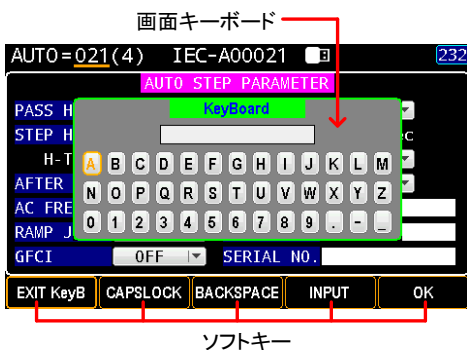 画面キーボード
AUTO=021(4) IEC-A00021 232
AUTO STEP PARAMETER
KeyBoard
PASS H
STEP H c
H-T
A B C D E F G H I J K L M
AFTER
N O P Q R S T U V W X Y Z
AC FRE
0 1 2 3 4 5 6 7 8 9 . - _
RAMP J
GFCI OFF SERIAL NO.
EXIT KeyB CAPSLOCK BACKSPACE INPUT OK
ソフトキー